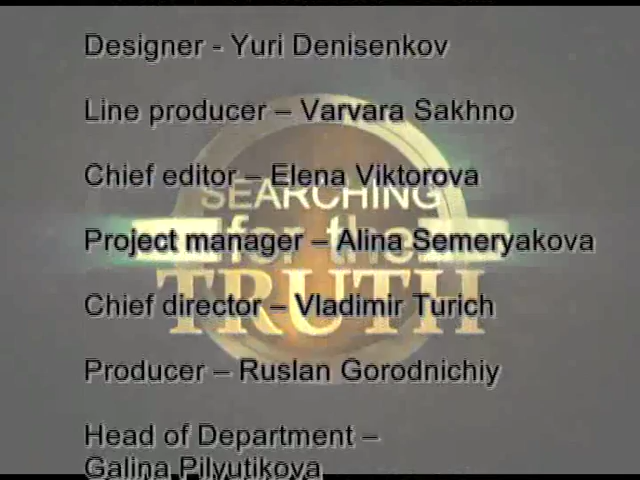 Designer - Yuri Denisenkov
Line producer – Varvara Sakhno
Chief editor – Elena Viktorova
SEARCHING
Project manager – Alina Semeryakova
for the
Chief director – Vladimir Turich
TRUTH
Producer – Ruslan Gorodnichiy
Head of Department –
Galina Pilyutikova